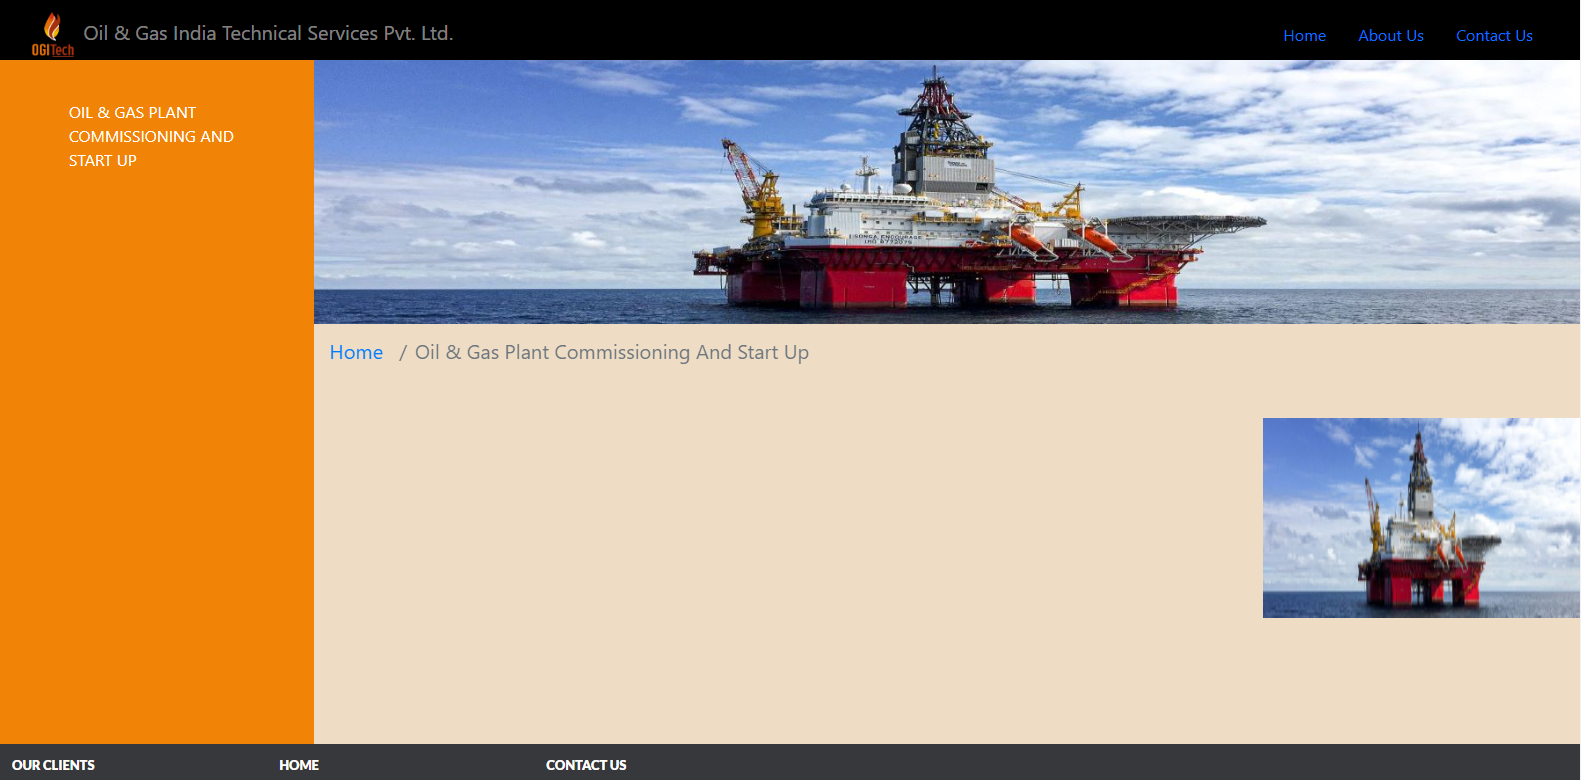 OGITech
Oil & Gas India Technical Services Pvt. Ltd.
Home
About Us
Contact Us
OIL & GAS PLANT
COMMISSIONING AND
START UP
SONGA ENCOURAGE
IMO 8772079
Home / Oil & Gas Plant Commissioning And Start Up
OUR CLIENTS
HOME
CONTACT US